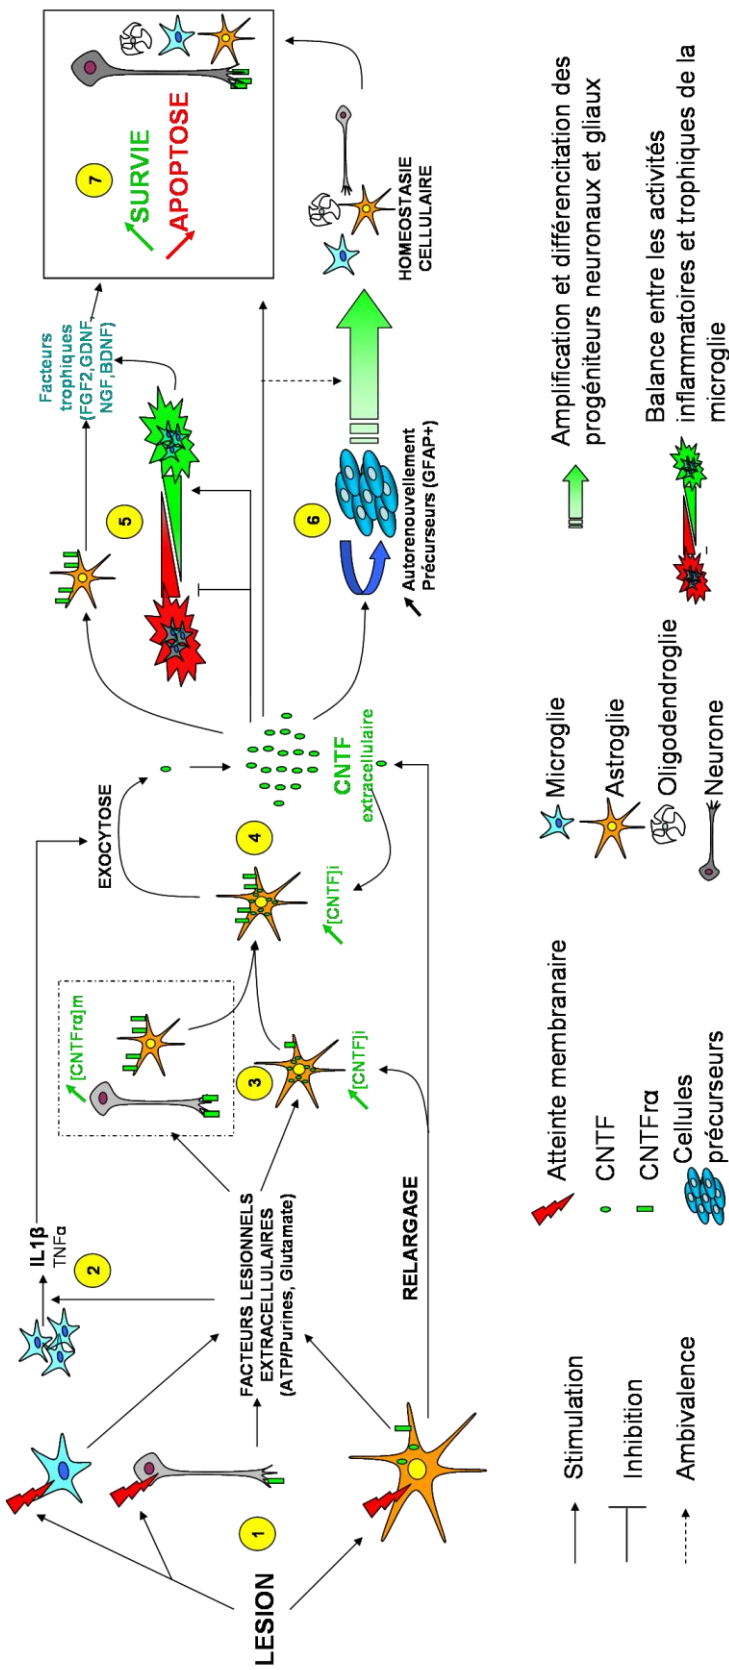 LESION
1
2
IL1β
TNFα
FACTEURS LESIONNELS
EXTRACELLULAIRES
(ATP/Purines, Glutamate)
RELARGAGE
[CNTFrα]m
3
[CNTF]i
EXOCYTOSE
4
[CNTF]i
CNTF
extracellulaire
5
Facteurs
trophiques
(FGF2,GDNF,
NGF,BDNF)
6
Autorenouvellement
Précurseurs (GFAP+)
HOMEOSTASIE
CELLULAIRE
7
SURVIE
APOPTOSE
Stimulation
Inhibition
Ambivalence
Atteinte membranaire
CNTF
CNTFrα
Cellules
précurseurs
Microglie
Astroglie
Oligodendroglie
Neurone
Amplification et différencitation des
progéniteurs neuronaux et gliaux
Balance entre les activités
inflammatoires et trophiques de la
microglie